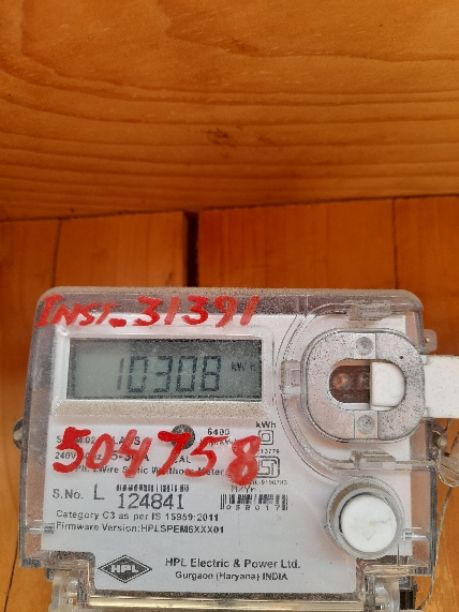 INST-31391
10308 kWh
6400 kWh
504758
S.No. L 124841
Category C3 as per IS 15959:2011
Firmware Version:HPLSPEM6XXX01
HPL
HPL Electric & Power Ltd.
Gurgaon (Haryana) INDIA